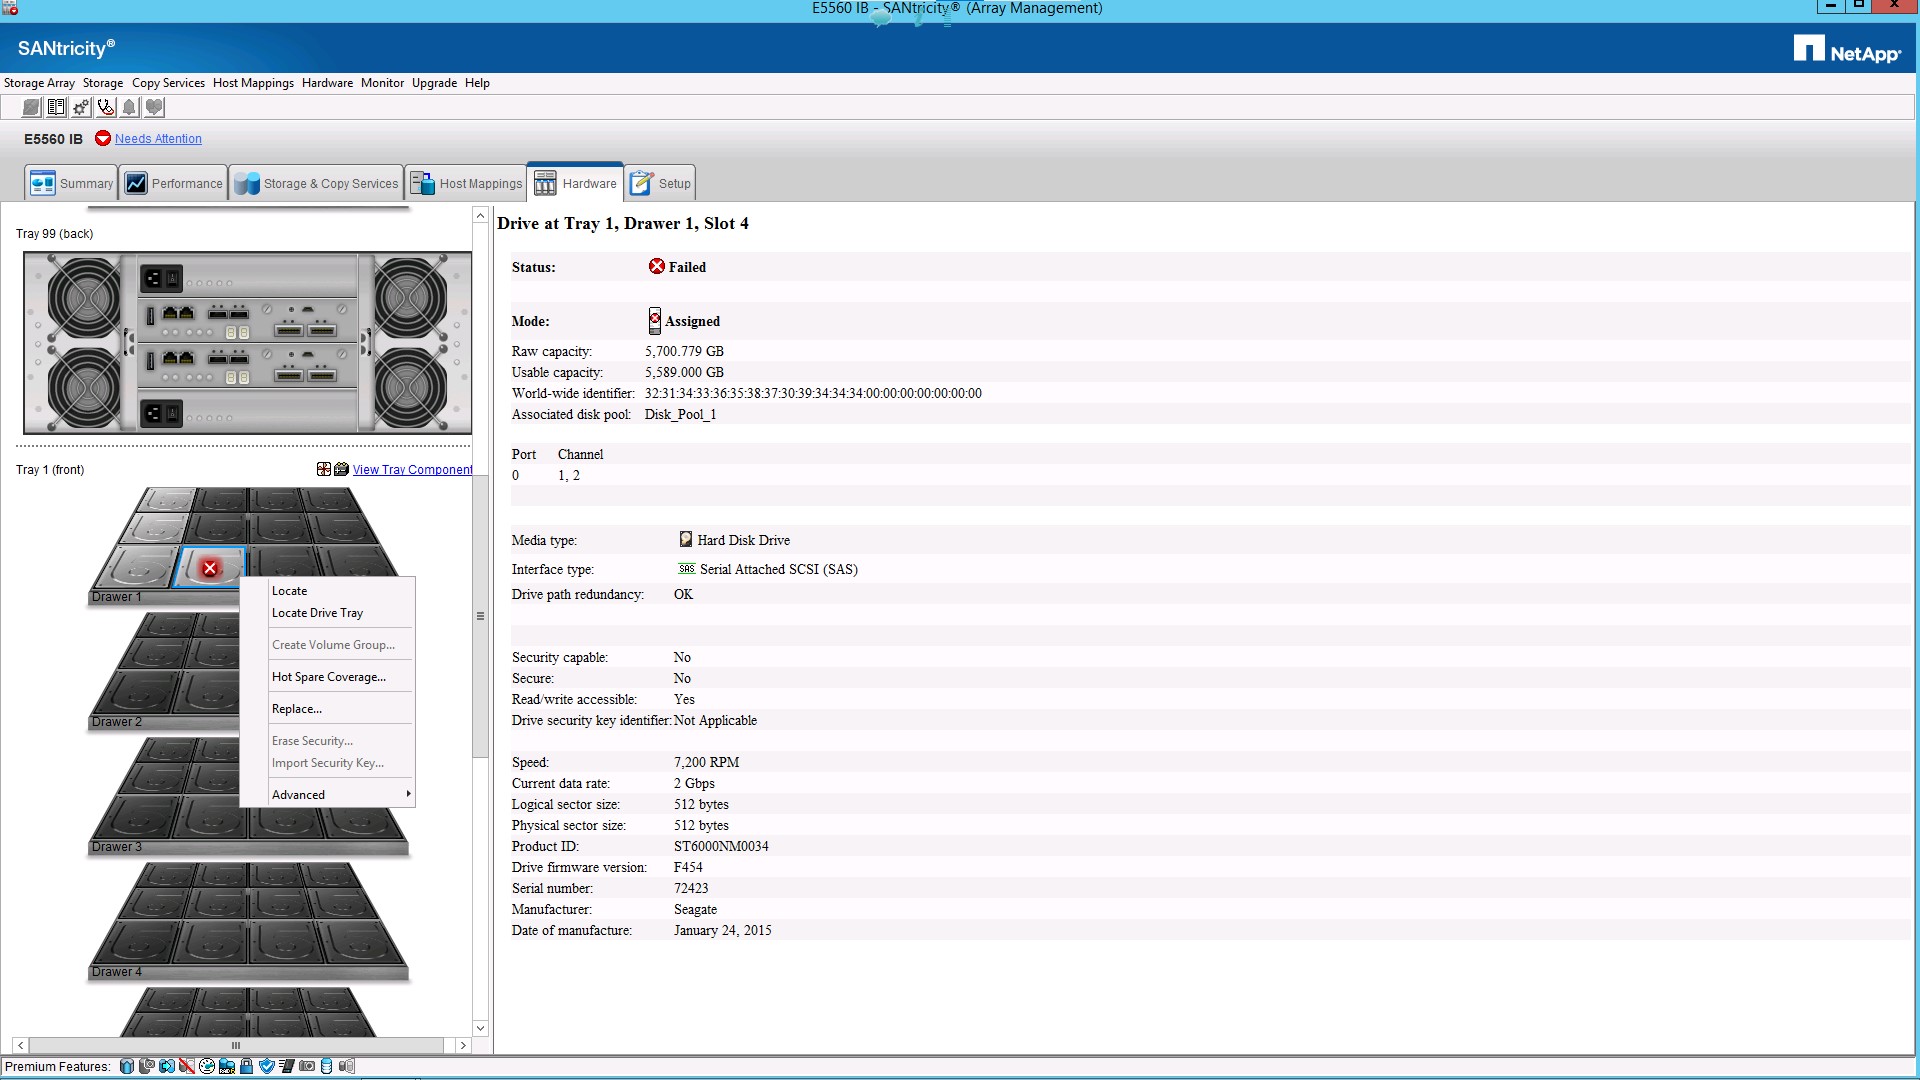 E5560 IB - SANtricity® (Array Management)
SANtricity®
NetApp
Storage Array Storage Copy Services Host Mappings Hardware Monitor Upgrade Help
E5560 IB Needs Attention
Summary Performance Storage & Copy Services Host Mappings Hardware Setup
Tray 99 (back)
Tray 1 (front) View Tray Component
Drawer 1
Drawer 2
Drawer 3
Drawer 4
Locate
Locate Drive Tray
Create Volume Group...
Hot Spare Coverage...
Replace...
Erase Security...
Import Security Key...
Advanced
Drive at Tray 1, Drawer 1, Slot 4
Status: Failed
Mode: Assigned
Raw capacity: 5,700.779 GB
Usable capacity: 5,589.000 GB
World-wide identifier: 32:31:34:33:36:35:38:37:30:39:34:34:34:00:00:00:00:00:00:00
Associated disk pool: Disk_Pool_1
Port Channel
0 1, 2
Media type: Hard Disk Drive
Interface type: SAS Serial Attached SCSI (SAS)
Drive path redundancy: OK
Security capable: No
Secure: No
Read/write accessible: Yes
Drive security key identifier: Not Applicable
Speed: 7,200 RPM
Current data rate: 2 Gbps
Logical sector size: 512 bytes
Physical sector size: 512 bytes
Product ID: ST6000NM0034
Drive firmware version: F454
Serial number: 72423
Manufacturer: Seagate
Date of manufacture: January 24, 2015
Premium Features: